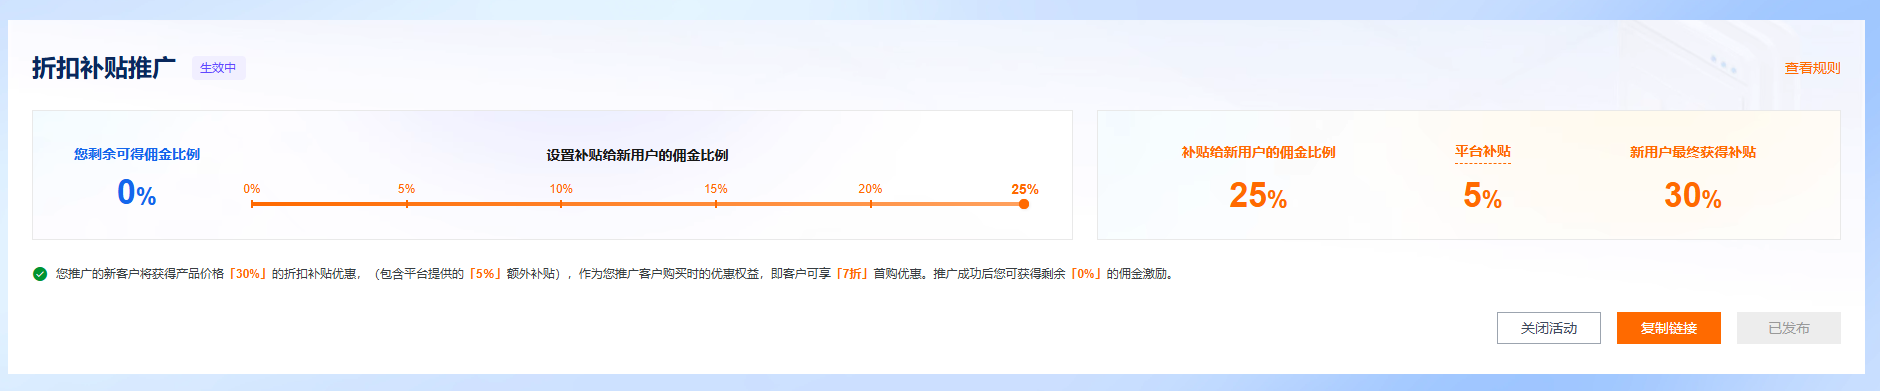 折扣补贴推广 生效中 查看规则
您剩余可得佣金比例
0%
设置补贴给新用户的佣金比例
0% 5% 10% 15% 20% 25%
补贴给新用户的佣金比例 平台补贴 新用户最终获得补贴
25% 5% 30%
您推广的新客户将获得产品价格「30%」的折扣补贴优惠，（包含平台提供的「5%」额外补贴），作为您推广客户购买时的优惠权益，即客户可享「7折」首购优惠。推广成功后您可获得剩余「0%」的佣金激励。
关闭活动 复制链接 已发布